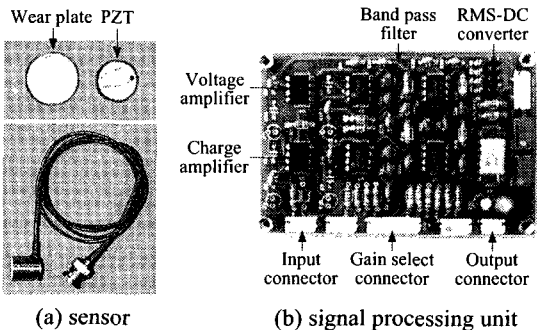 Wear plate PZT
Band pass
filter
RMS-DC
converter
Voltage
amplifier
Charge
amplifier
Input
connector
Gain select
connector
Output
connector
(a) sensor
(b) signal processing unit